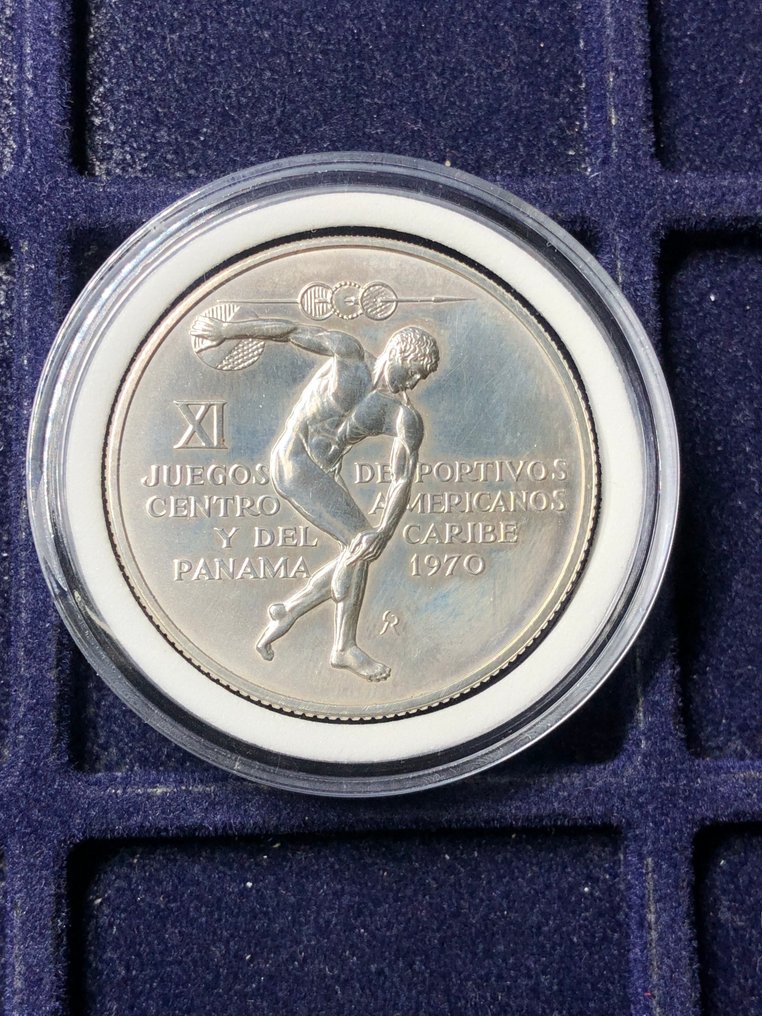 XI
JUEGOS DEPORTIVOS
CENTRO AMERICANOS
Y DEL CARIBE
PANAMA 1970